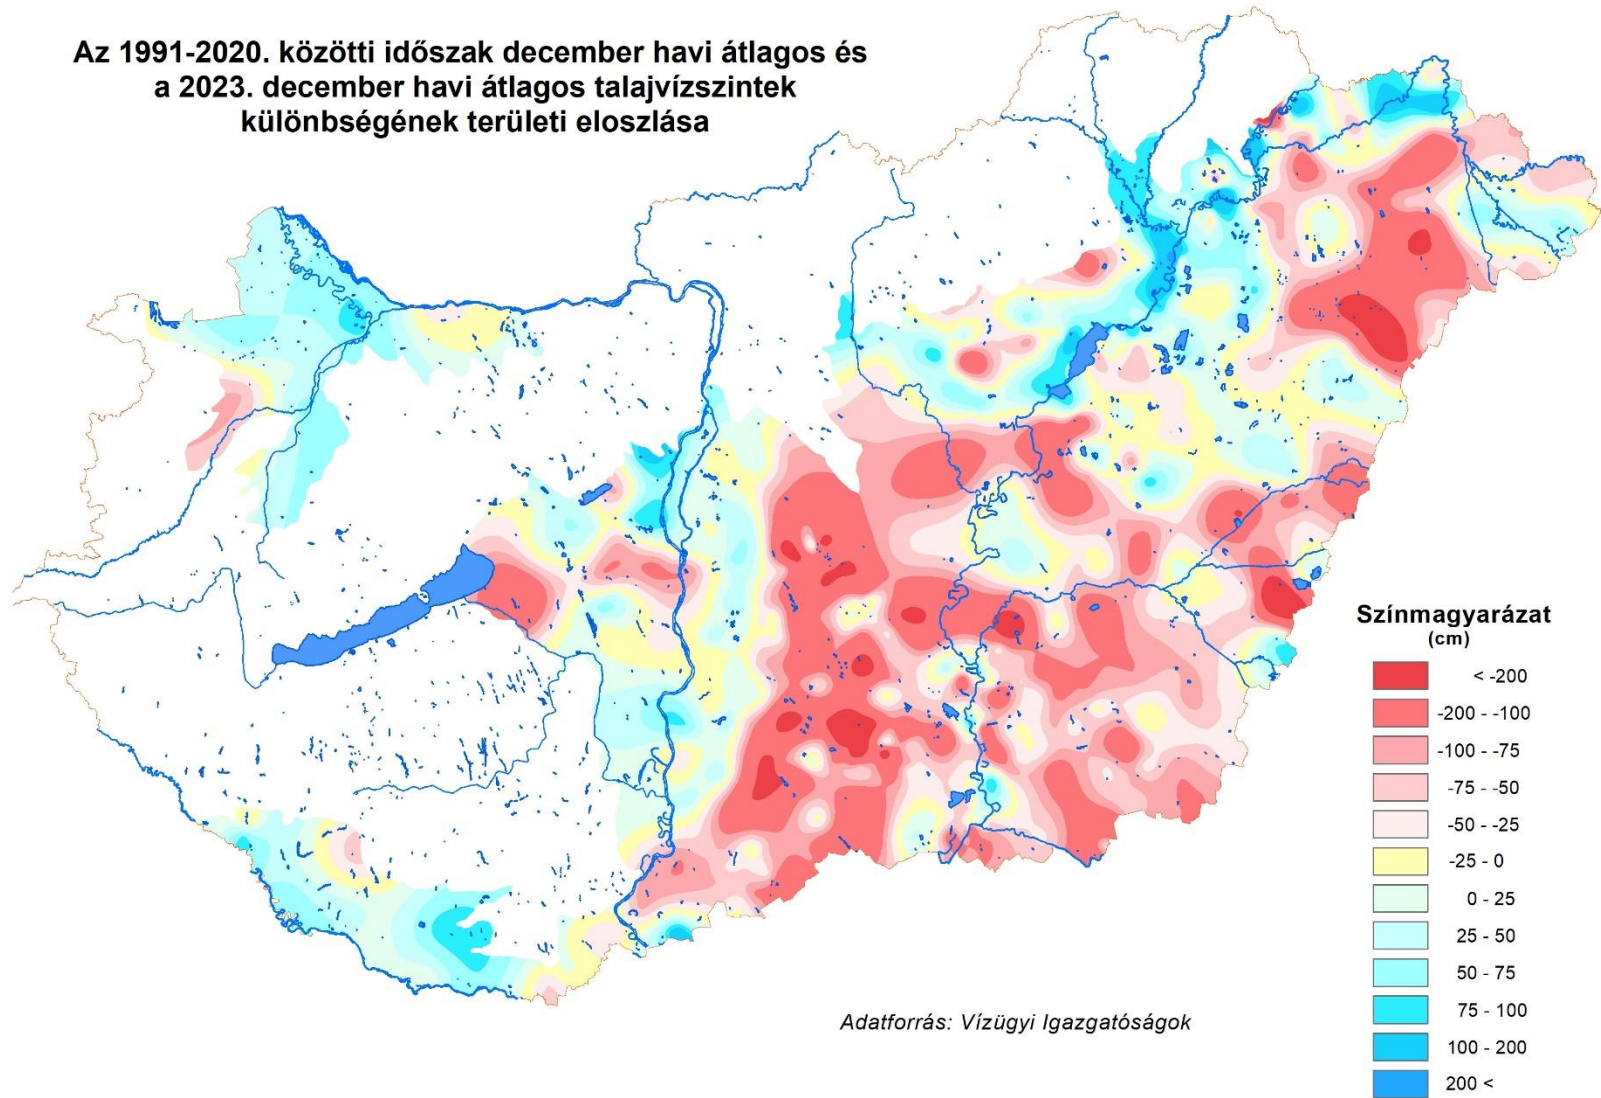 Az 1991-2020. közötti időszak december havi átlagos és
a 2023. december havi átlagos talajvízszintek
különbségének területi eloszlása
Színmagyarázat
(cm)
< -200
-200 - -100
-100 - -75
-75 - -50
-50 - -25
-25 - 0
0 - 25
25 - 50
50 - 75
75 - 100
100 - 200
200 <
Adatforrás: Vízügyi Igazgatóságok